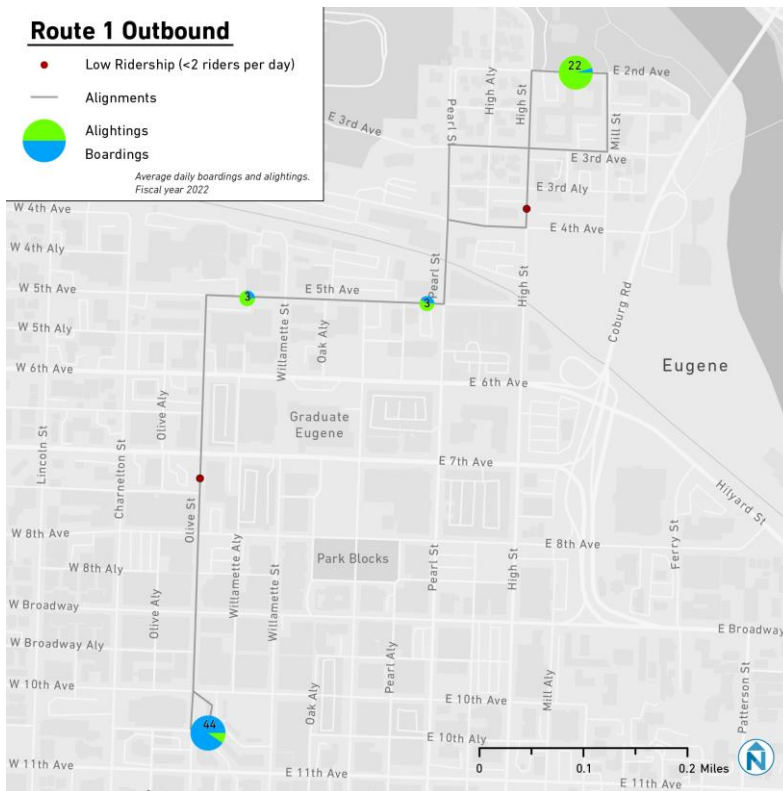 Route 1 Outbound
Low Ridership (<2 riders per day)
Alignments
Alightings
Boardings
Average daily boardings and alightings.
Fiscal year 2022
22
E 2nd Ave
High Aly
High St
Pearl St
Mill St
E 3rd Ave
E 3rd Ave
E 3rd Aly
W 4th Ave
E 4th Ave
W 4th Aly
Pearl St
High St
Coburg Rd
W 5th Ave
3
E 5th Ave
3
W 5th Aly
Willamette St
Oak Aly
Eugene
W 6th Ave
E 6th Ave
Olive Aly
Graduate
Eugene
Lincoln St
Charnelton St
E 7th Ave
Hilyard St
Olive St
W 8th Ave
Willamette Aly
Park Blocks
Pearl St
High St
E 8th Ave
Ferry St
W 8th Aly
Willamette St
W Broadway
Olive Aly
E Broadway
W Broadway Aly
Pearl Aly
W 10th Ave
Oak Aly
E 10th Ave
Mill Aly
Patterson St
44
E 10th Aly
W 11th Ave
E 11th Ave
E 11th Ave
0
0.1
0.2 Miles
N